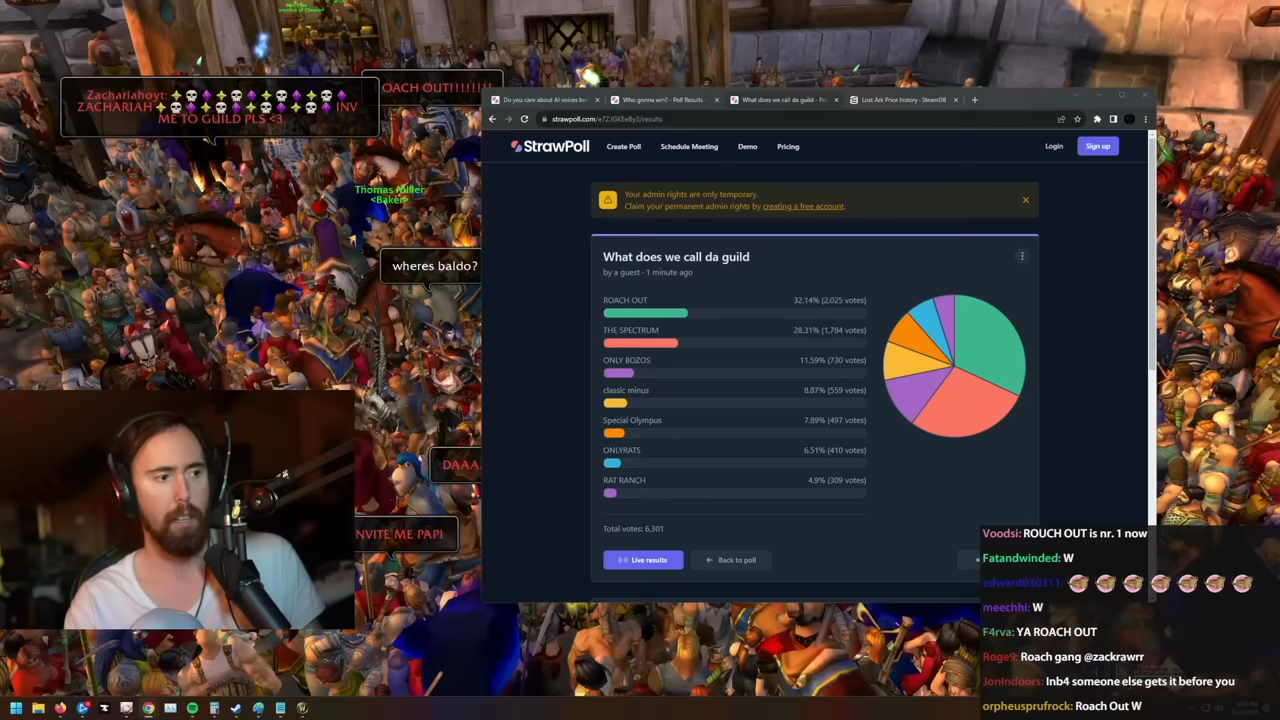 Zachariahoyt:
ZACHARIAH
INV
ME TO GUILD PLS <3
OACH OUT!!!!!!!!
Thomas Miller
<Baker>
wheres baldo?
DAAA
NVITE ME PAPI
Do you care about AI voices be
Who gonna win? - Poll Results
What does we call da guild - Po
Lost Ark Price history · SteamDB
strawpoll.com/e7ZJGKEe8y3/results
StrawPoll
Create Poll
Schedule Meeting
Demo
Pricing
Login
Sign up
Your admin rights are only temporary.
Claim your permanent admin rights by creating a free account.
What does we call da guild
by a guest · 1 minute ago
ROACH OUT 32.14% (2,025 votes)
THE SPECTRUM 28.31% (1,784 votes)
ONLY BOZOS 11.59% (730 votes)
classic minus 8.87% (559 votes)
Special Olympus 7.89% (497 votes)
ONLYRATS 6.51% (410 votes)
RAT RANCH 4.9% (309 votes)
Total votes: 6,301
Live results
Back to poll
Voodsi: ROUCH OUT is nr. 1 now
Fatandwinded: W
edward030311:
meechhi: W
F4rva: YA ROACH OUT
Roge9: Roach gang @zackrawrr
JonIndoors: Inb4 someone else gets it before you
orpheusprufrock: Roach Out W